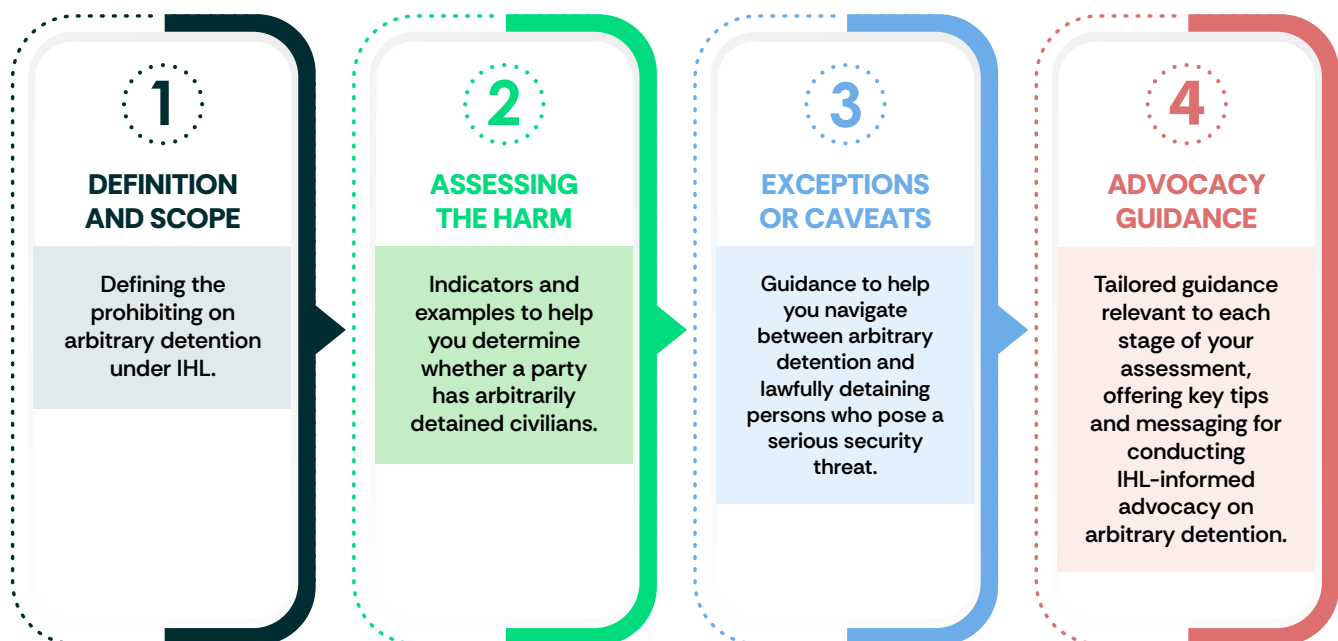 1
DEFINITION
AND SCOPE
Defining the
prohibiting on
arbitrary detention
under IHL.
2
ASSESSING
THE HARM
Indicators and
examples to help
you determine
whether a party
has arbitrarily
detained civilians.
3
EXCEPTIONS
OR CAVEATS
Guidance to help
you navigate
between arbitrary
detention and
lawfully detaining
persons who pose a
serious security
threat.
4
ADVOCACY
GUIDANCE
Tailored guidance
relevant to each
stage of your
assessment,
offering key tips
and messaging for
conducting
IHL-informed
advocacy on
arbitrary detention.